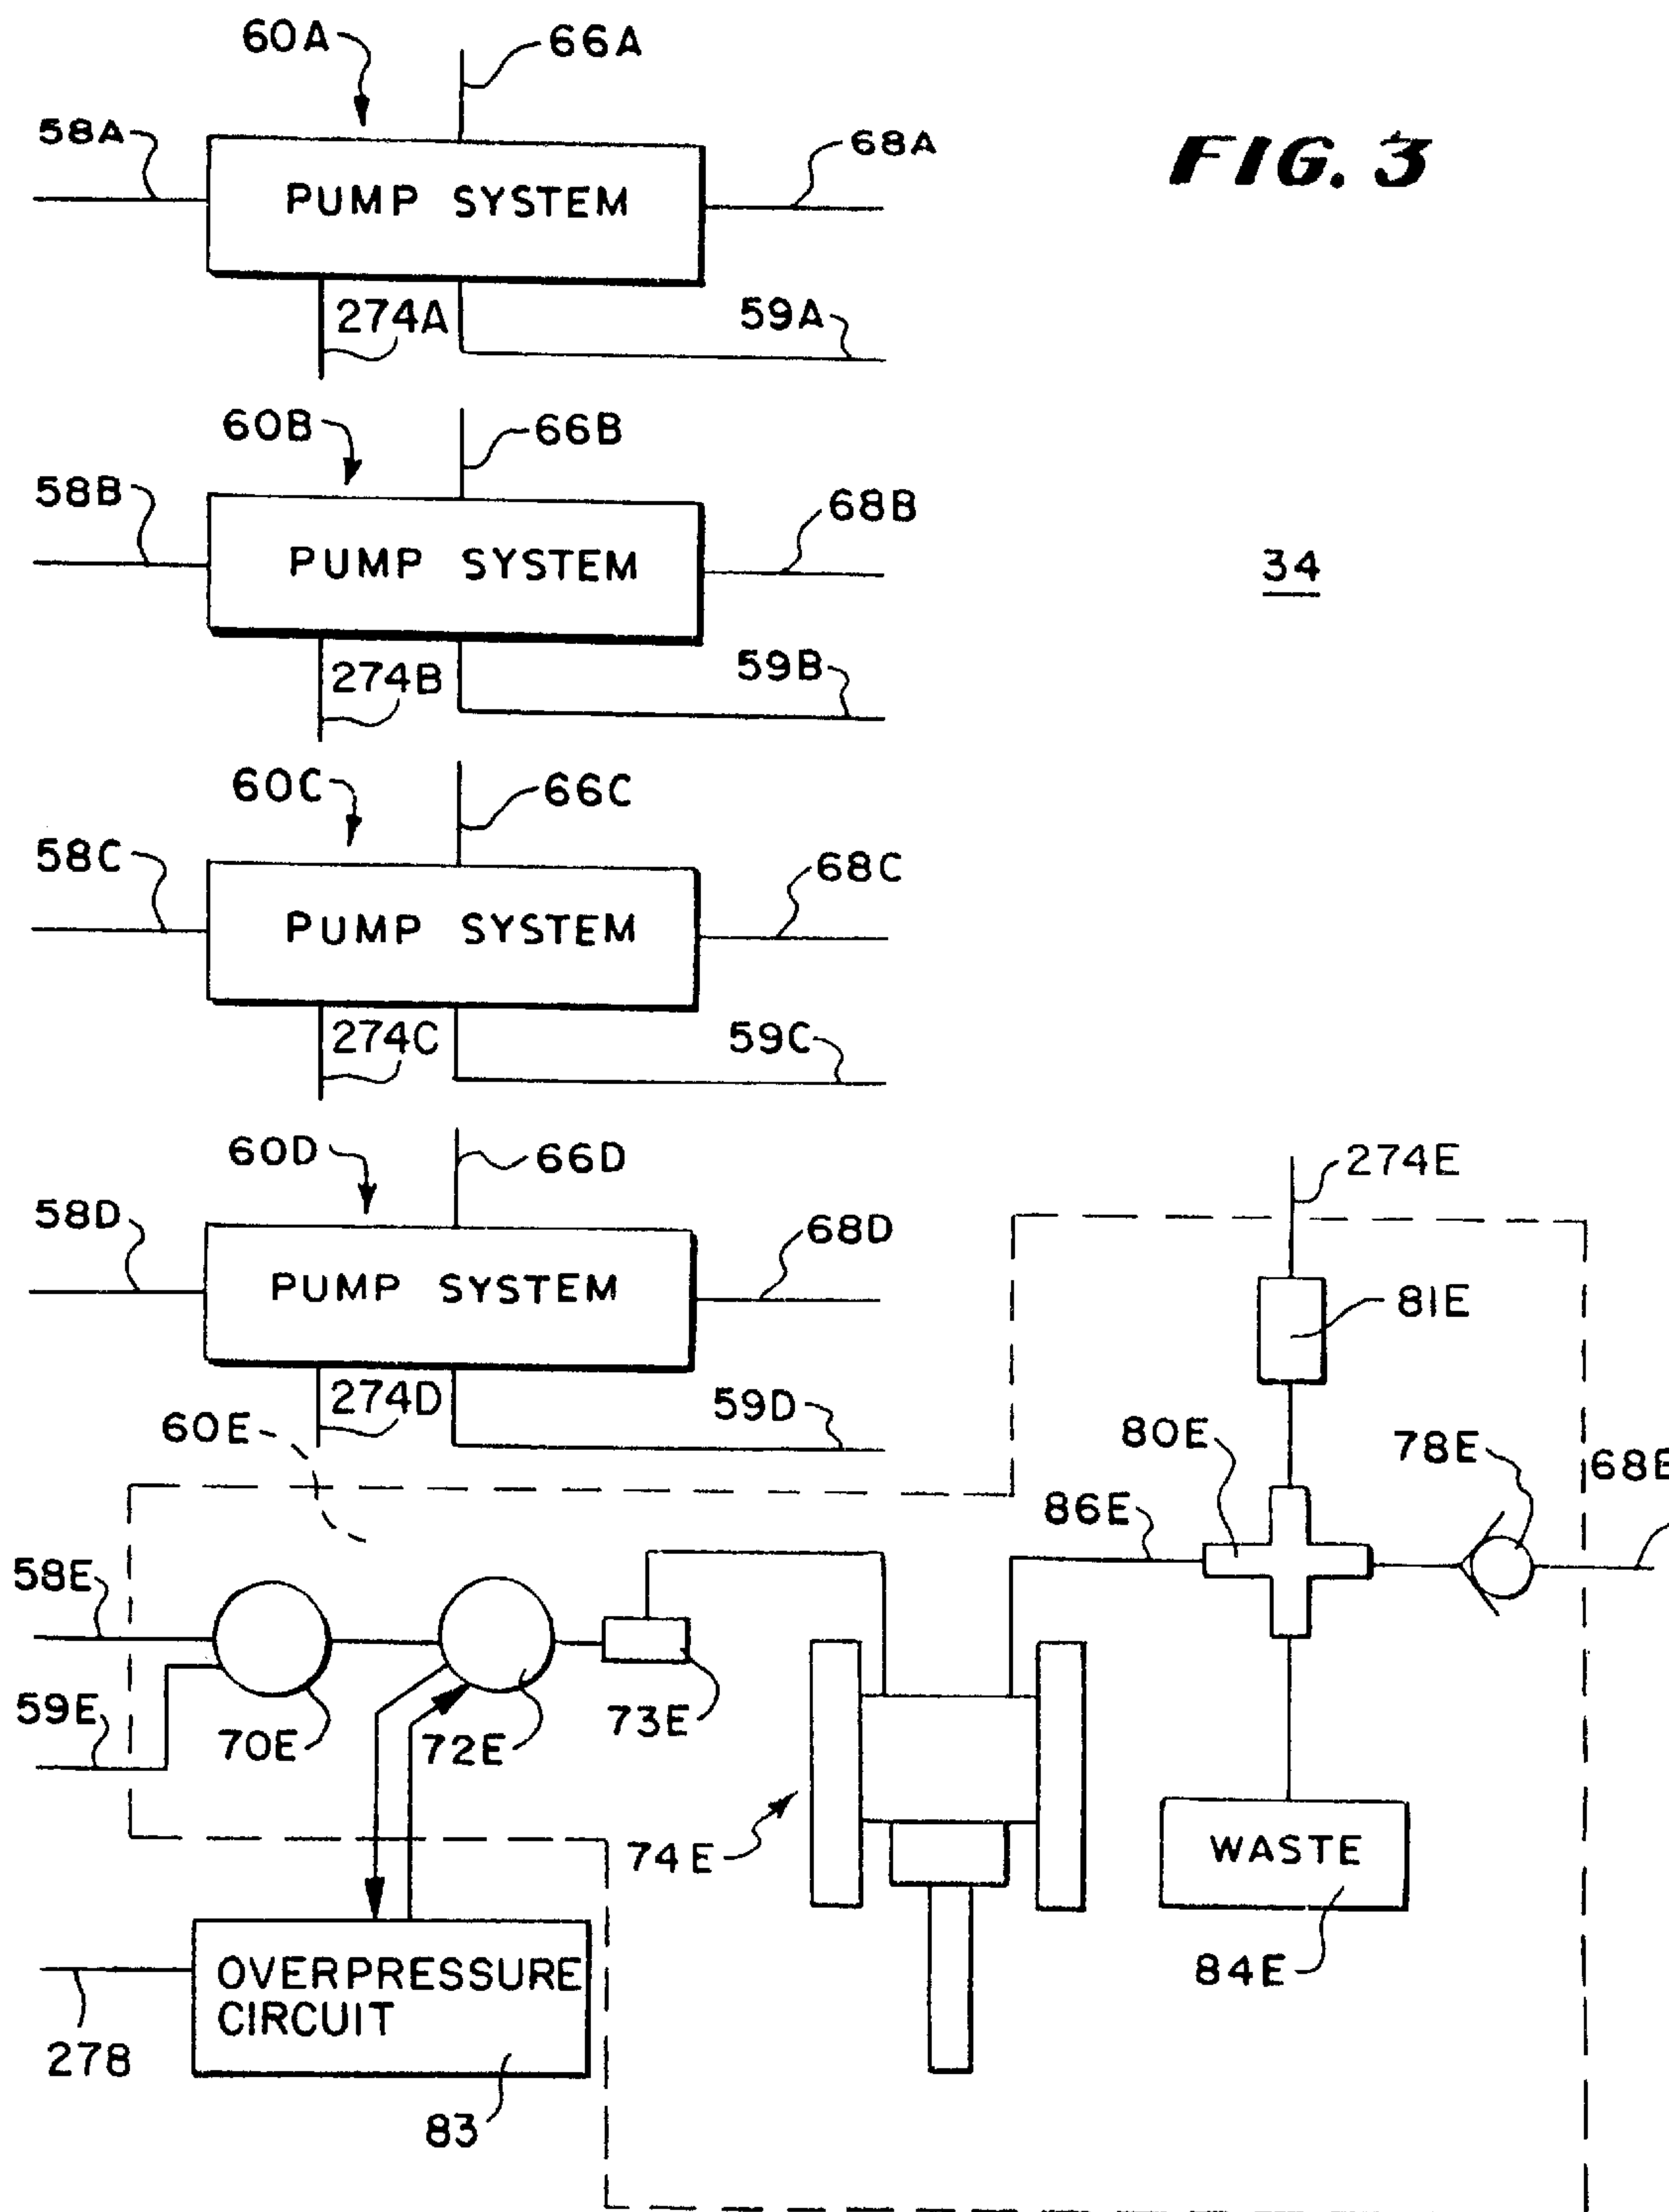 60A
66A
58A
68A
FIG. 3
PUMP SYSTEM
274A
59A
60B
66B
58B
68B
PUMP SYSTEM
34
274B
59B
60C
66C
58C
68C
PUMP SYSTEM
274C
59C
60D
66D
274E
58D
68D
PUMP SYSTEM
81E
274D
59D
60E
80E
78E
68E
86E
58E
59E
70E
72E
73E
74E
WASTE
84E
OVERPRESSURE
CIRCUIT
278
83